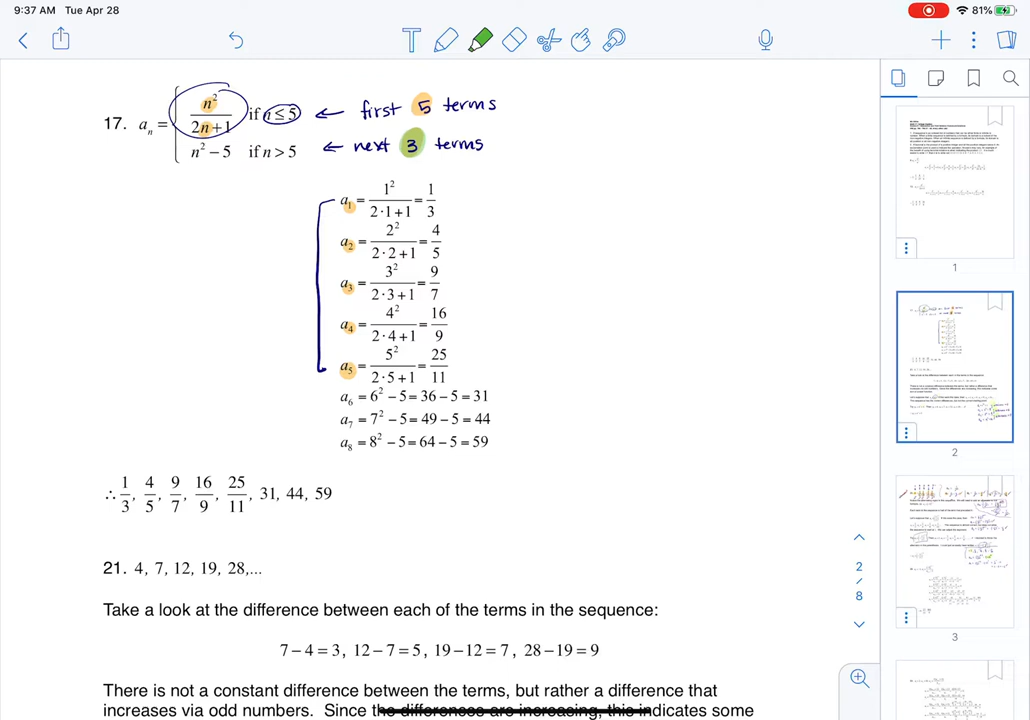 9:37 AM Tue Apr 28
81%
17. aₙ = { n²/(2n+1) if n ≤ 5 ← first 5 terms
n² − 5 if n > 5 ← next 3 terms
a₁ = 1²/(2·1+1) = 1/3
a₂ = 2²/(2·2+1) = 4/5
a₃ = 3²/(2·3+1) = 9/7
a₄ = 4²/(2·4+1) = 16/9
a₅ = 5²/(2·5+1) = 25/11
a₆ = 6² − 5 = 36 − 5 = 31
a₇ = 7² − 5 = 49 − 5 = 44
a₈ = 8² − 5 = 64 − 5 = 59
∴ 1/3, 4/5, 9/7, 16/9, 25/11, 31, 44, 59
21. 4, 7, 12, 19, 28,...
Take a look at the difference between each of the terms in the sequence:
7 − 4 = 3, 12 − 7 = 5, 19 − 12 = 7, 28 − 19 = 9
There is not a constant difference between the terms, but rather a difference that
increases via odd numbers. Since the differences are increasing, this indicates some
2
/
8
1
2
3